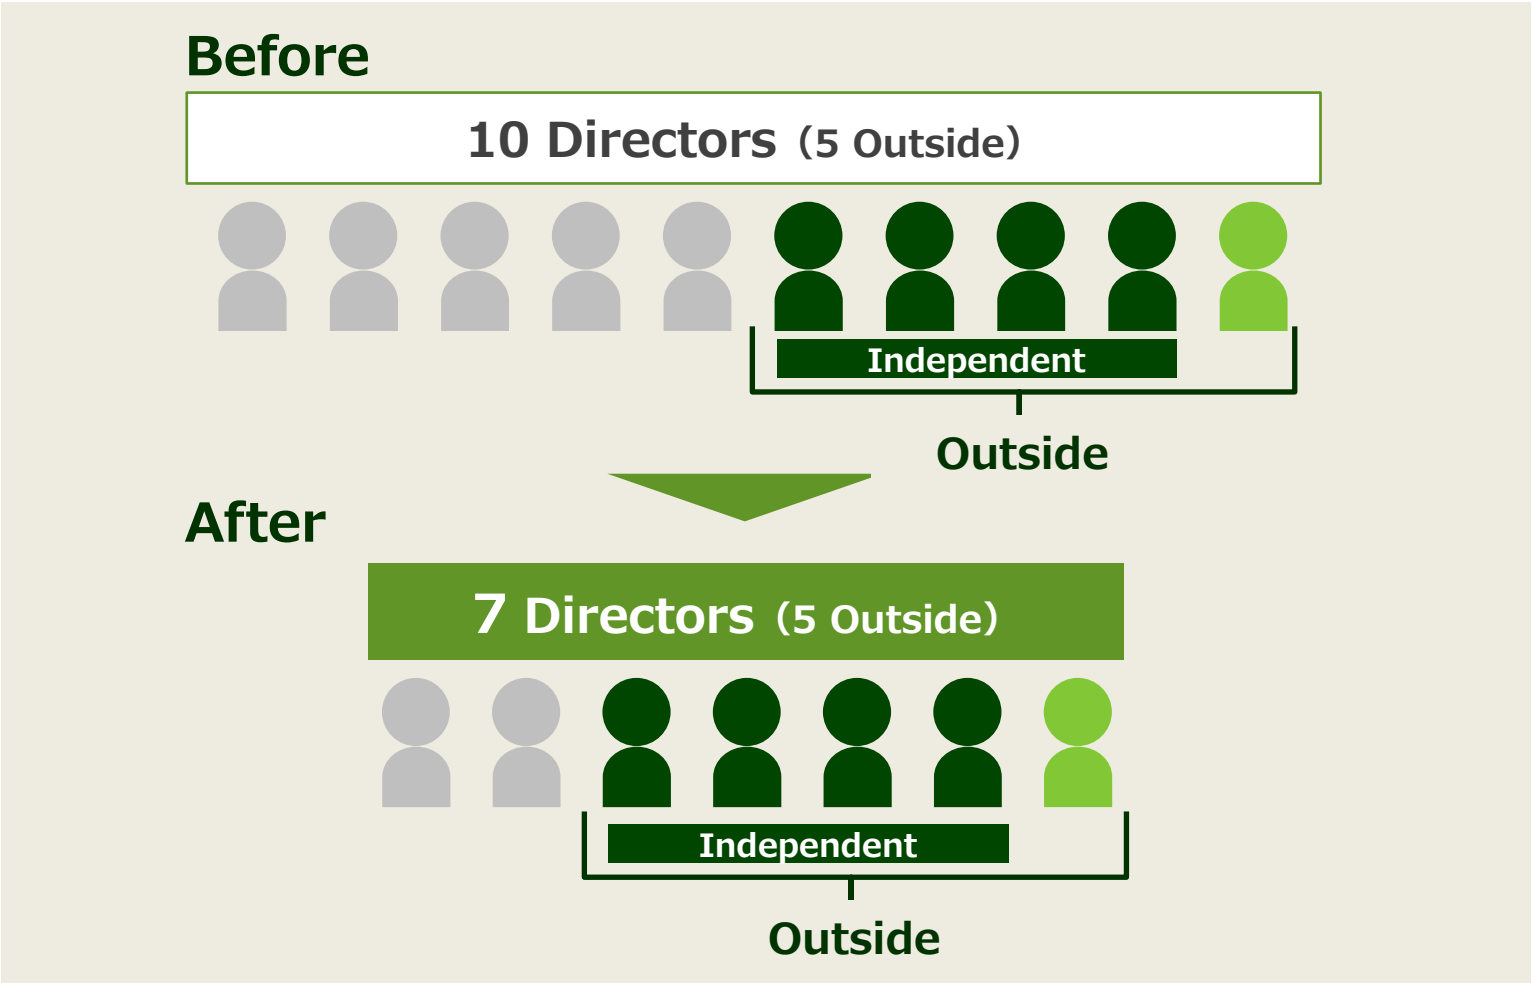 Before
10 Directors（5 Outside）
Independent
Outside
After
7 Directors（5 Outside）
Independent
Outside